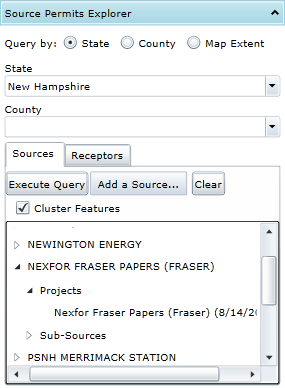 Source Permits Explorer
Query by: State County Map Extent
State
New Hampshire
County
Sources Receptors
Execute Query Add a Source... Clear
Cluster Features
NEWINGTON ENERGY
NEXFOR FRASER PAPERS (FRASER)
Projects
Nexfor Fraser Papers (Fraser) (8/14/20
Sub-Sources
PSNH MERRIMACK STATION